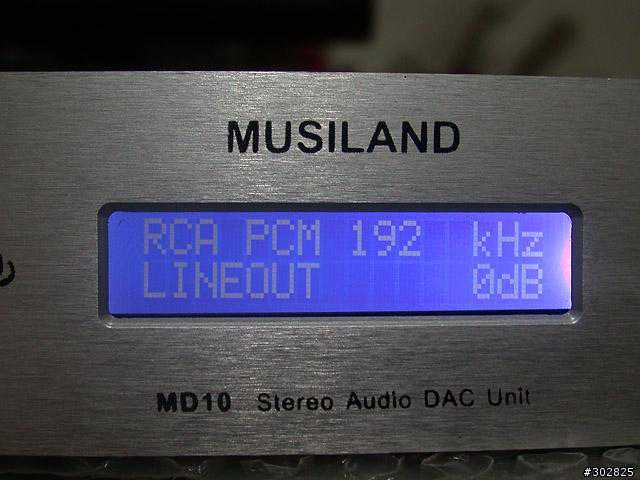 MUSILAND
RCA PCM 192 kHz
LINEOUT 0dB
MD10 Stereo Audio DAC Unit
#302825